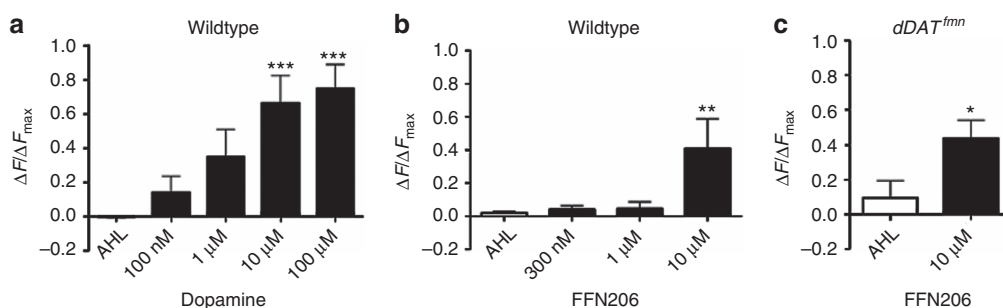 a
Wildtype
ΔF/ΔFmax
1.0
0.8
0.6
0.4
0.2
0.0
−0.2
***
***
AHL
100 nM
1 μM
10 μM
100 μM
Dopamine
b
Wildtype
ΔF/ΔFmax
1.0
0.8
0.6
0.4
0.2
0.0
−0.2
**
AHL
300 nM
1 μM
10 μM
FFN206
c
dDATfmn
ΔF/ΔFmax
1.0
0.8
0.6
0.4
0.2
0.0
−0.2
*
AHL
10 μM
FFN206